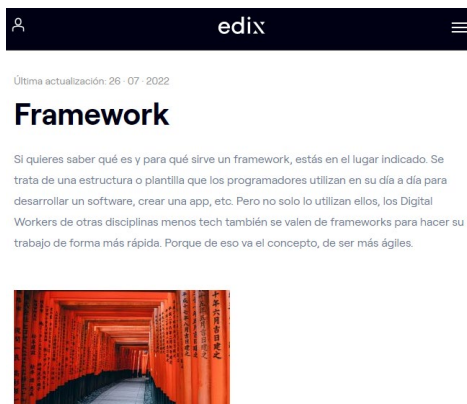 edix
Última actualización: 26 · 07 · 2022
Framework
Si quieres saber qué es y para qué sirve un framework, estás en el lugar indicado. Se
trata de una estructura o plantilla que los programadores utilizan en su día a día para
desarrollar un software, crear una app, etc. Pero no solo lo utilizan ellos, los Digital
Workers de otras disciplinas menos tech también se valen de frameworks para hacer su
trabajo de forma más rápida. Porque de eso va el concepto, de ser más ágiles.